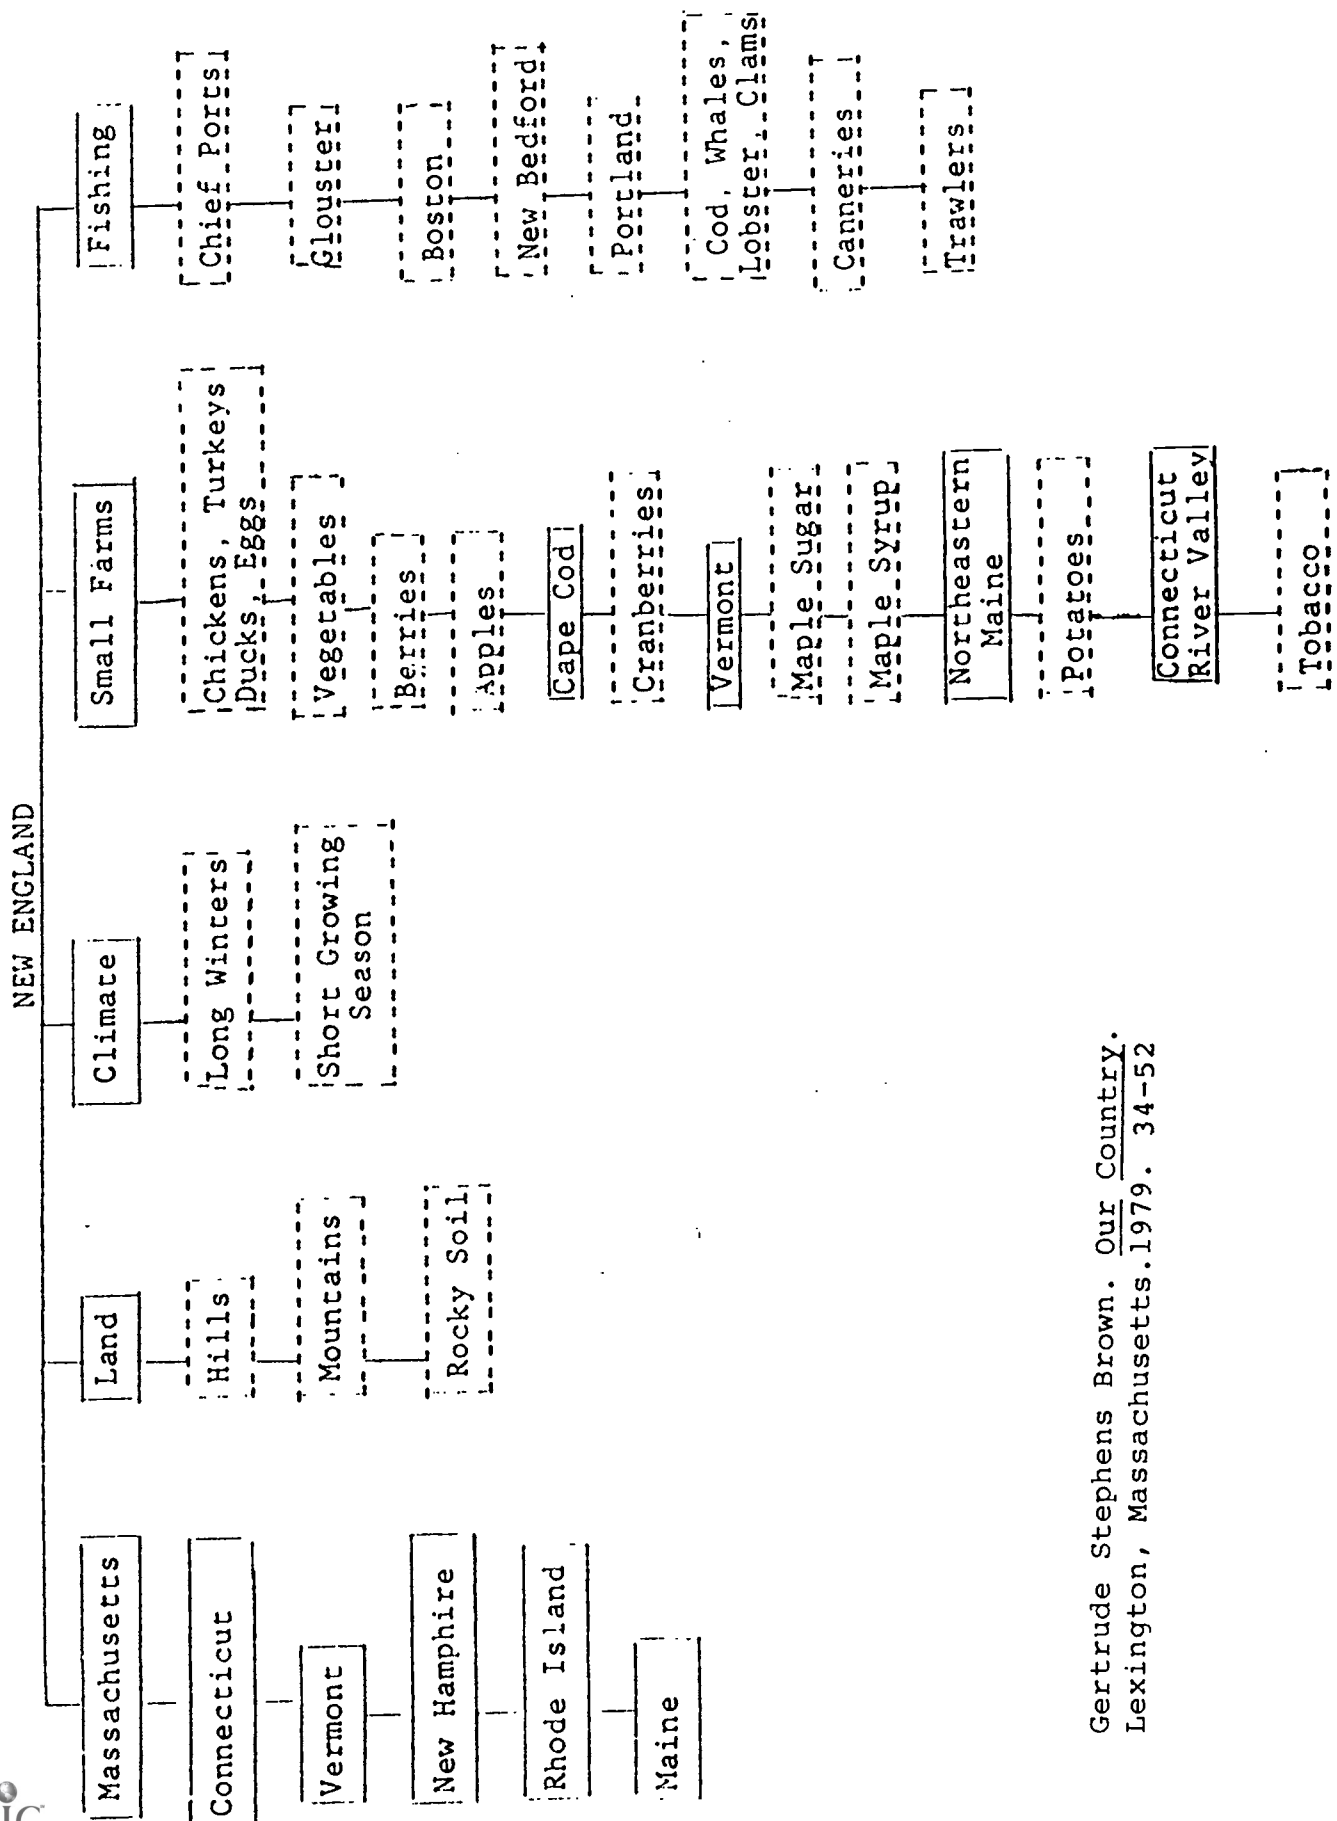 NEW ENGLAND
Massachusetts
Connecticut
Vermont
New Hamphire
Rhode Island
Maine
Land
Hills
Mountains
Rocky Soil
Climate
Long Winters
Short Growing
Season
Small Farms
Chickens, Turkeys
Ducks, Eggs
Vegetables
Berries
Apples
Cape Cod
Cranberries
Vermont
Maple Sugar
Maple Syrup
Northeastern
Maine
Potatoes
Connecticut
River Valley
Tobacco
Fishing
Chief Ports
Glouster
Boston
New Bedford
Portland
Cod, Whales,
Lobster, Clams
Canneries
Trawlers
Gertrude Stephens Brown. Our Country.
Lexington, Massachusetts.1979. 34-52